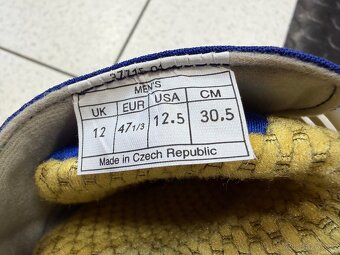 MEN'S
UK EUR USA CM
12 47 1/3 12.5 30.5
Made in Czech Republic